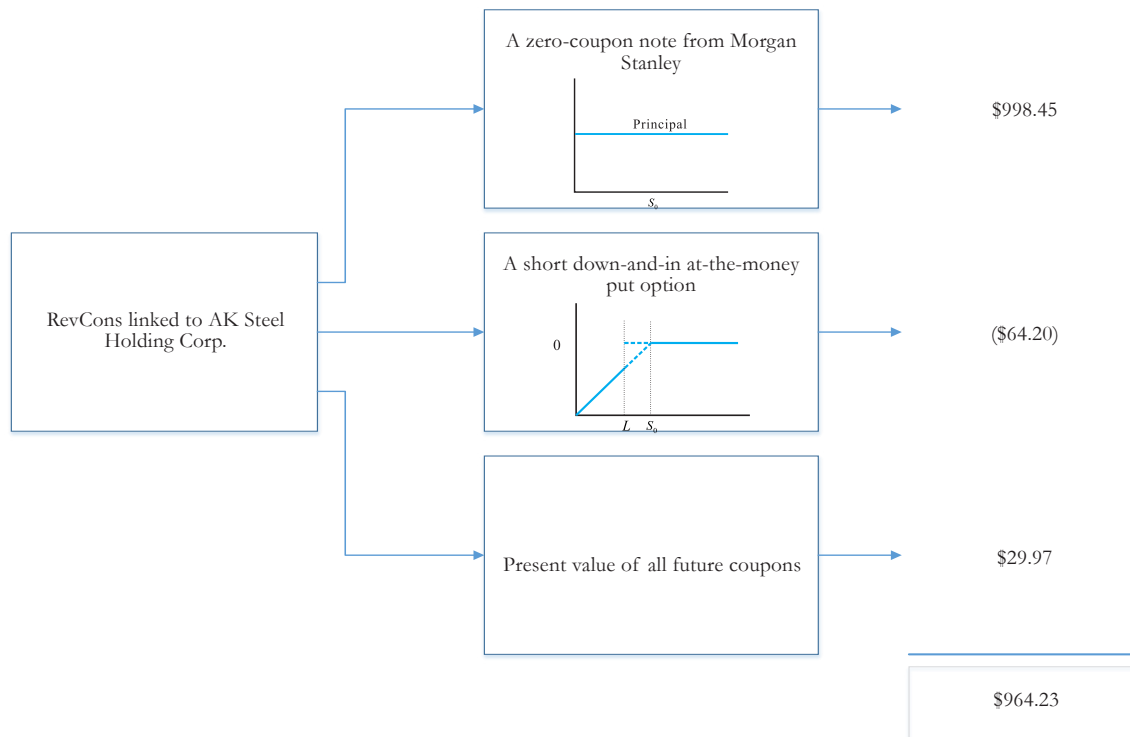 A zero-coupon note from Morgan
Stanley
Principal
S₀
$998.45
RevCons linked to AK Steel
Holding Corp.
A short down-and-in at-the-money
put option
0
L S₀
($64.20)
Present value of all future coupons
$29.97
$964.23